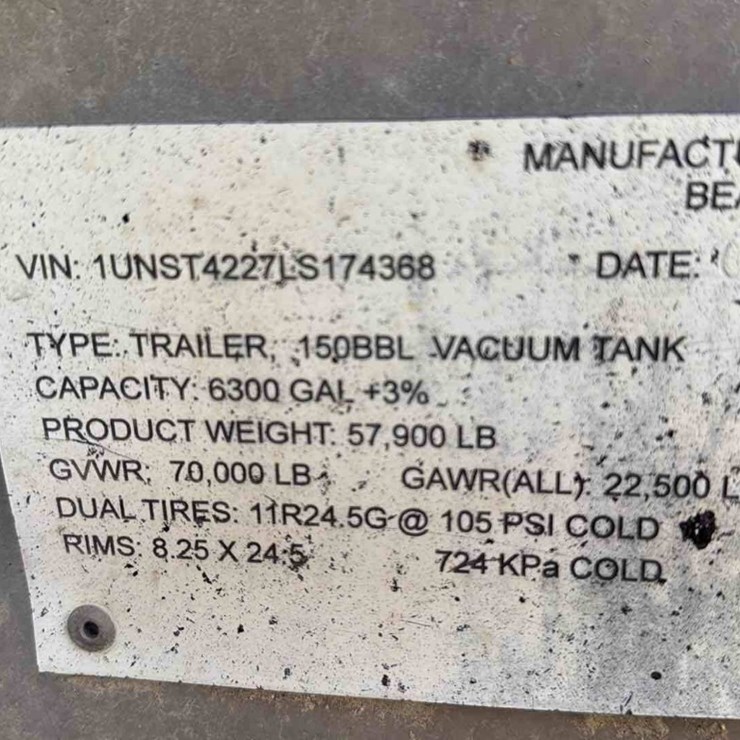 MANUFACTU
BEA
VIN: 1UNST4227LS174368 DATE:
TYPE: TRAILER, 150BBL VACUUM TANK
CAPACITY: 6300 GAL +3%
PRODUCT WEIGHT: 57,900 LB
GVWR: 70,000 LB GAWR(ALL): 22,500 L
DUAL TIRES: 11R24.5G @ 105 PSI COLD
RIMS: 8.25 X 24.5 724 KPa COLD